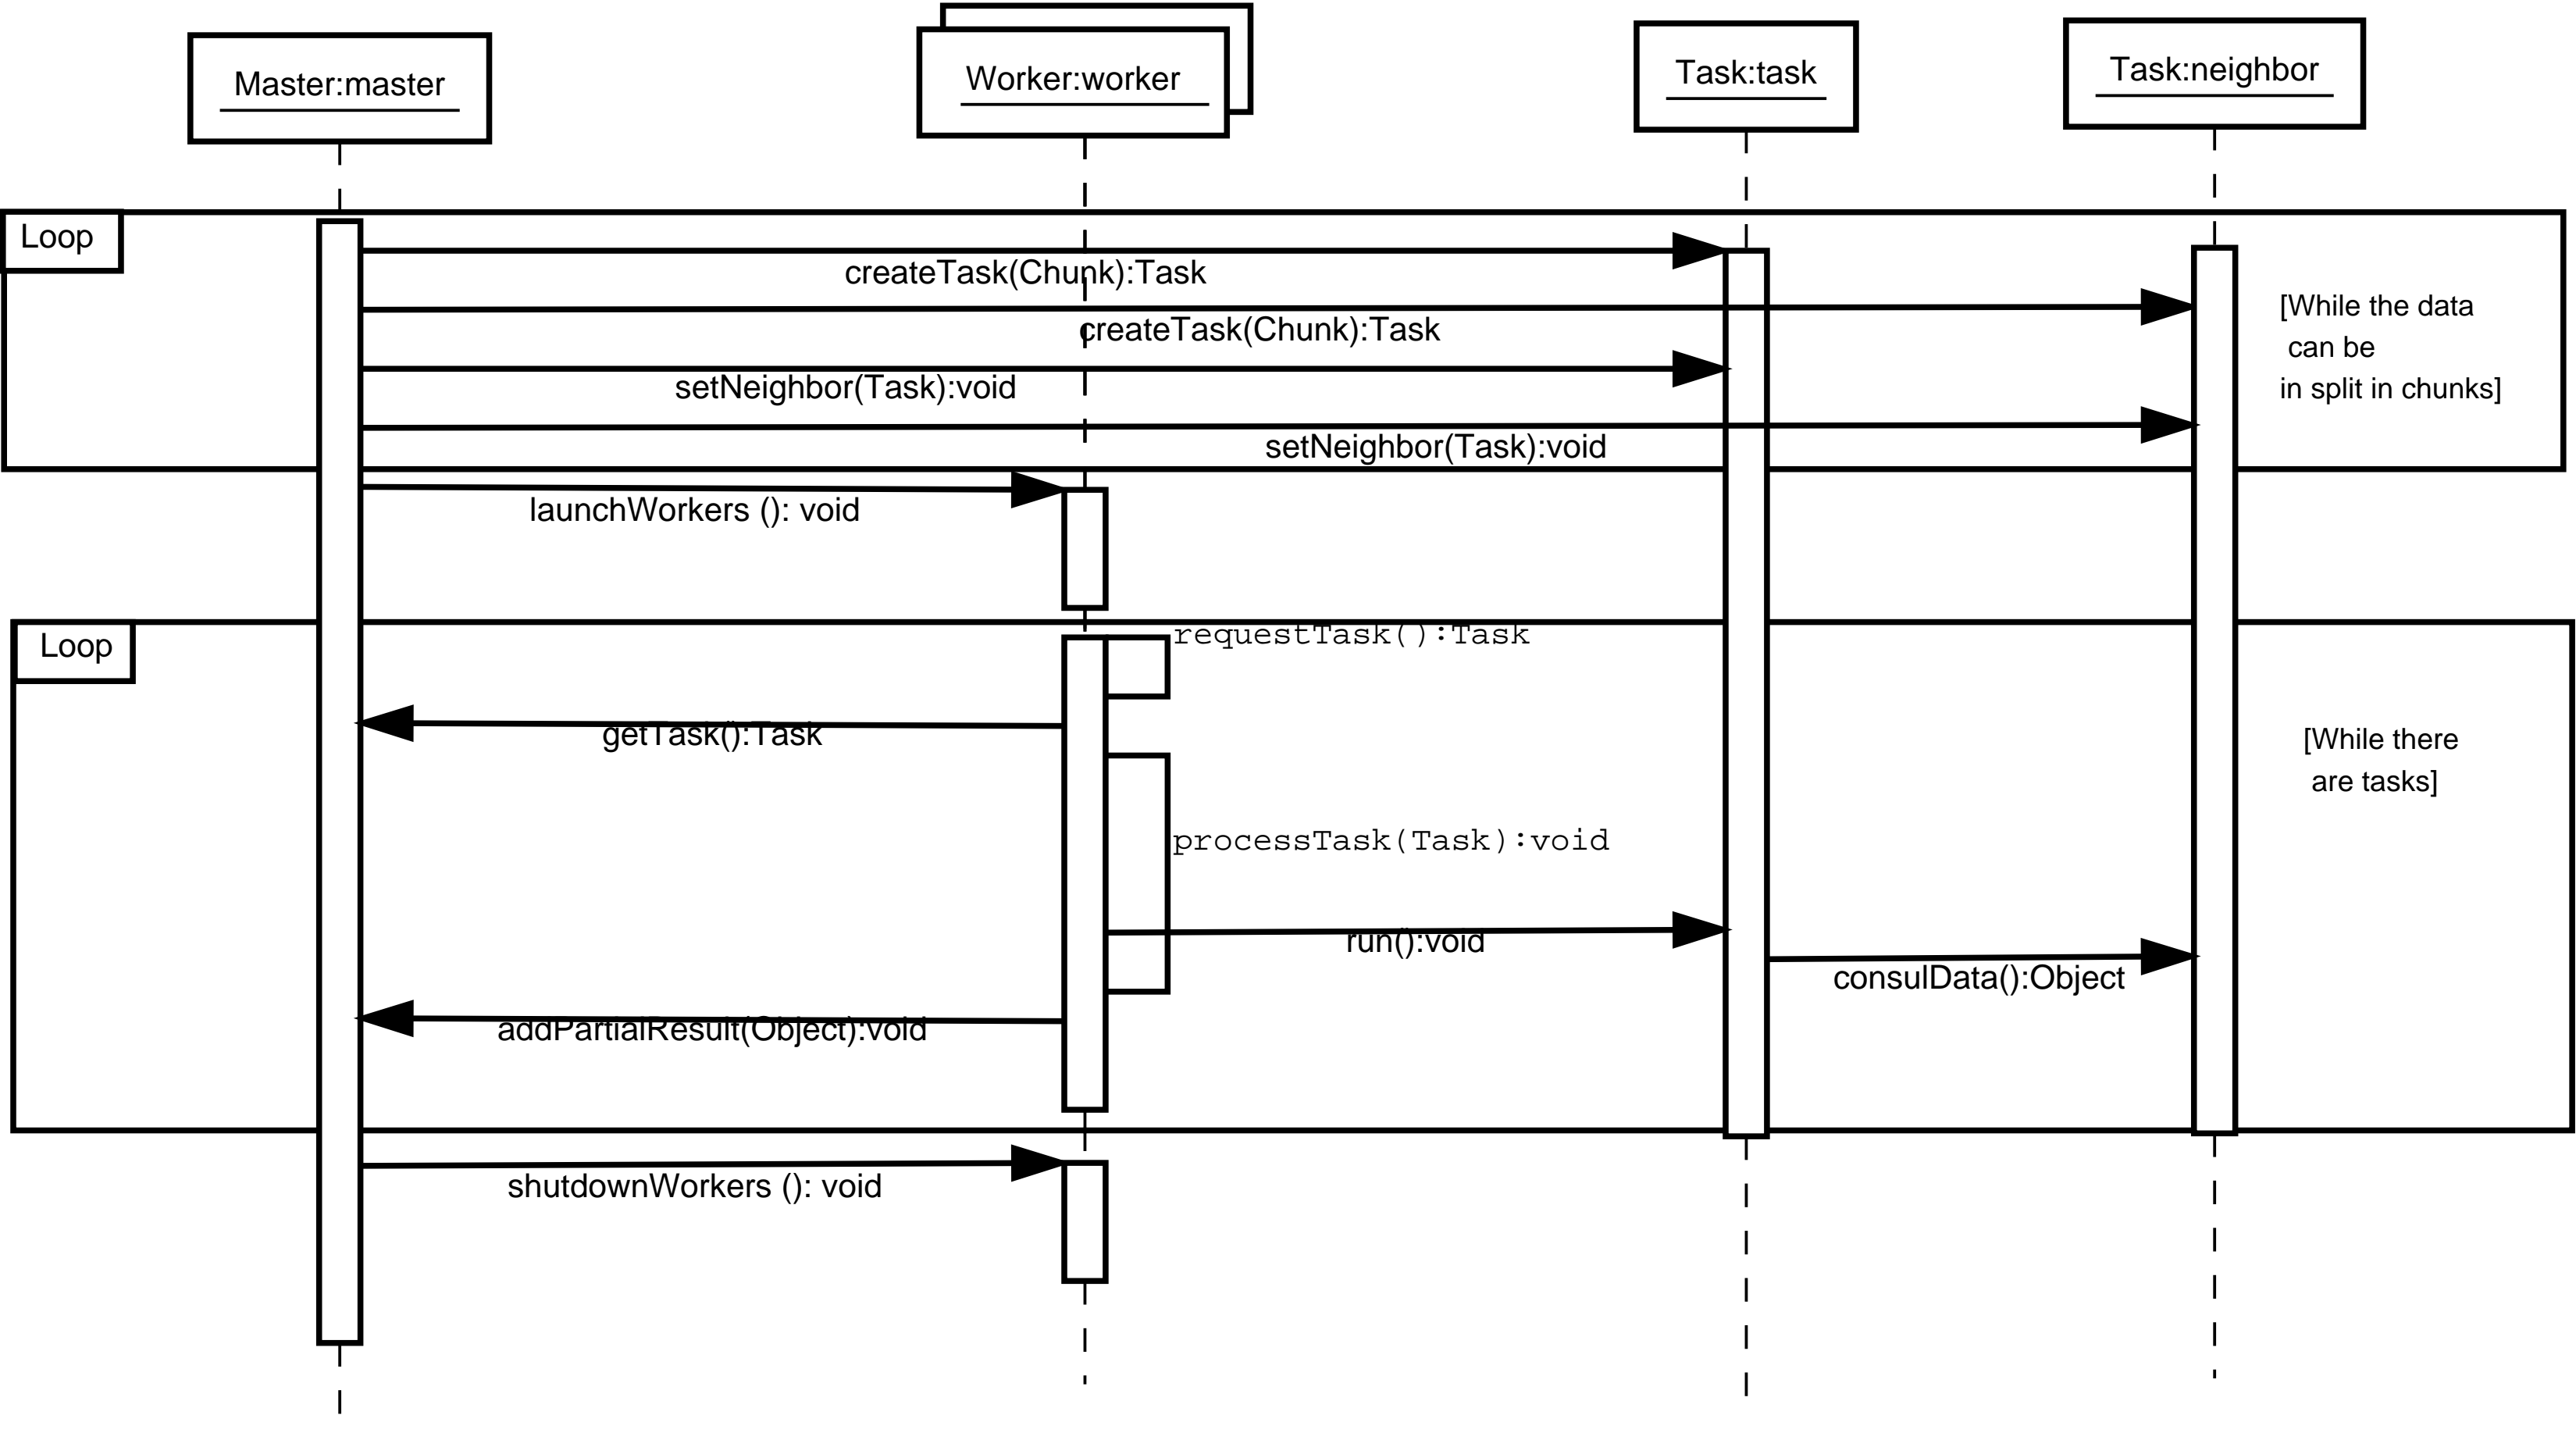 Master:master
Worker:worker
Task:task
Task:neighbor
Loop
createTask(Chunk):Task
createTask(Chunk):Task
setNeighbor(Task):void
setNeighbor(Task):void
[While the data
can be
in split in chunks]
launchWorkers (): void
Loop
requestTask():Task
getTask():Task
[While there
are tasks]
processTask(Task):void
run():void
consulData():Object
addPartialResult(Object):void
shutdownWorkers (): void